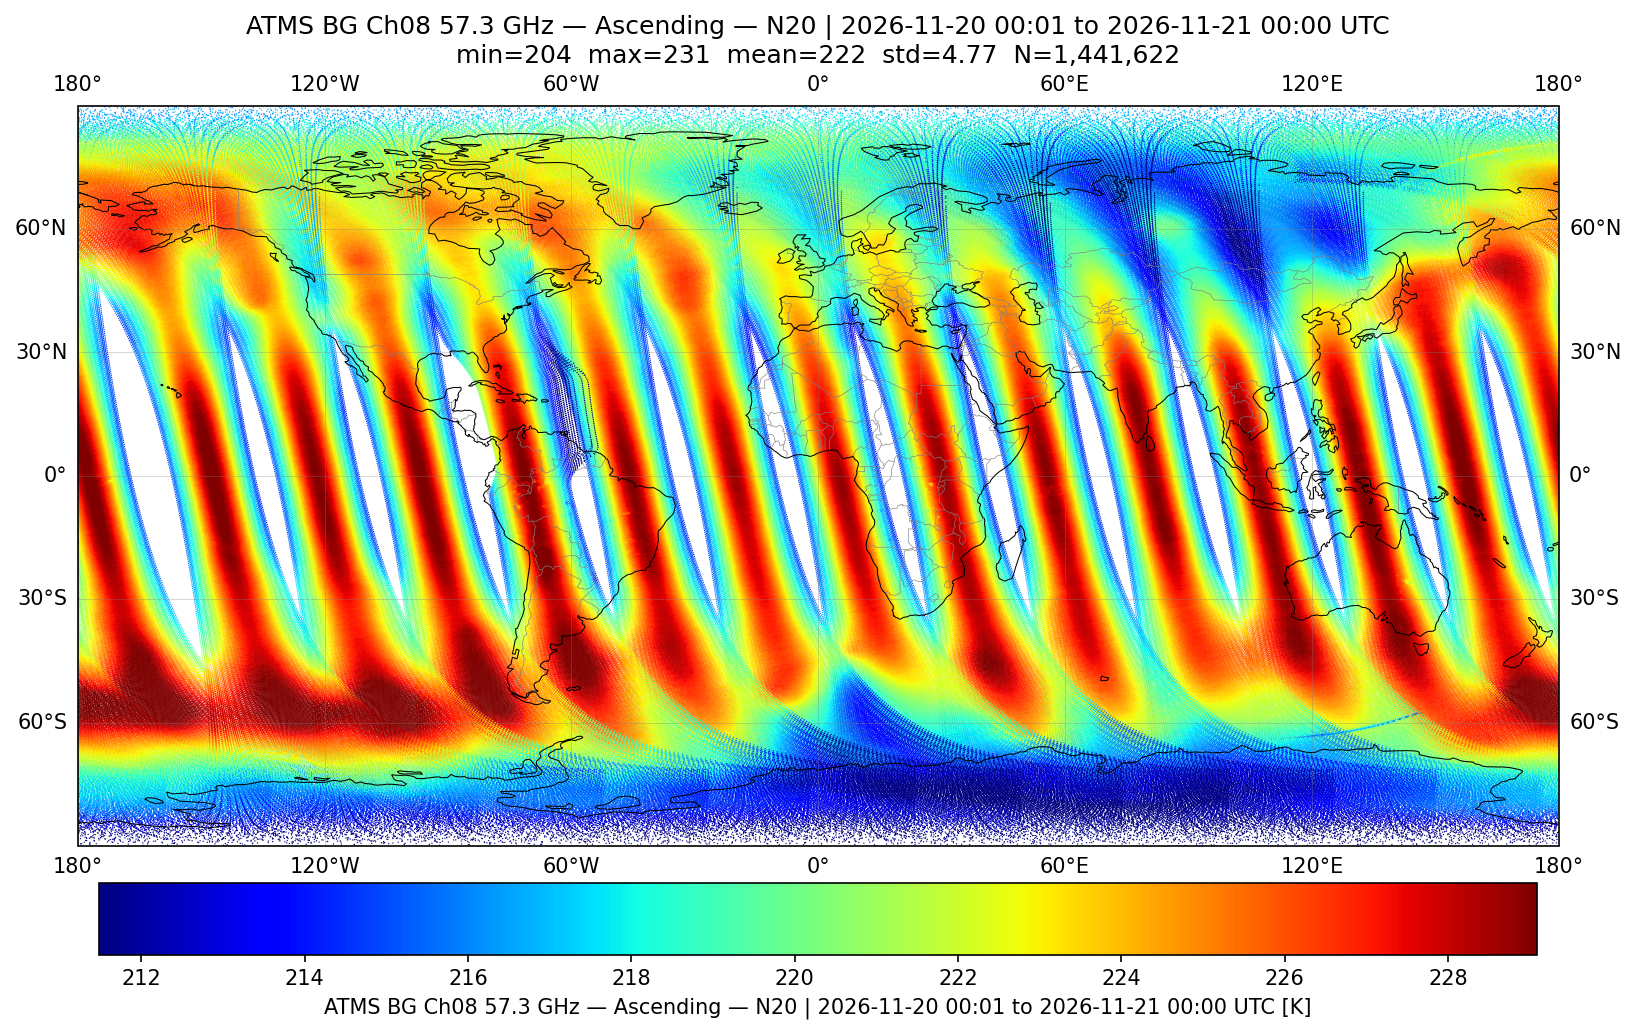 ATMS BG Ch08 57.3 GHz — Ascending — N20 | 2026-11-20 00:01 to 2026-11-21 00:00 UTC
min=204  max=231  mean=222  std=4.77  N=1,441,622
180° 120°W 60°W 0° 60°E 120°E 180°
60°N 60°N
30°N 30°N
0° 0°
30°S 30°S
60°S 60°S
180° 120°W 60°W 0° 60°E 120°E 180°
212 214 216 218 220 222 224 226 228
ATMS BG Ch08 57.3 GHz — Ascending — N20 | 2026-11-20 00:01 to 2026-11-21 00:00 UTC [K]